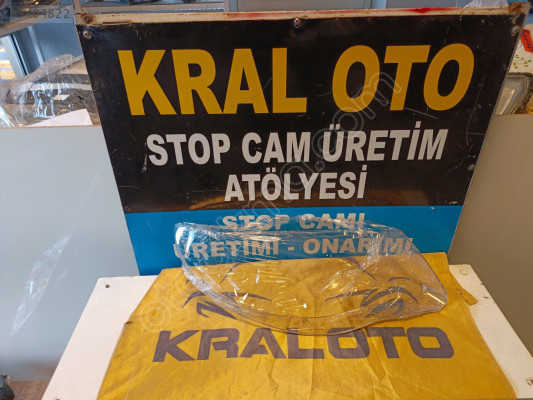 KRAL OTO
STOP CAM ÜRETİM
ATÖLYESİ
STOP CAMI
ÜRETİMİ - ONARIMI
KRALOTO